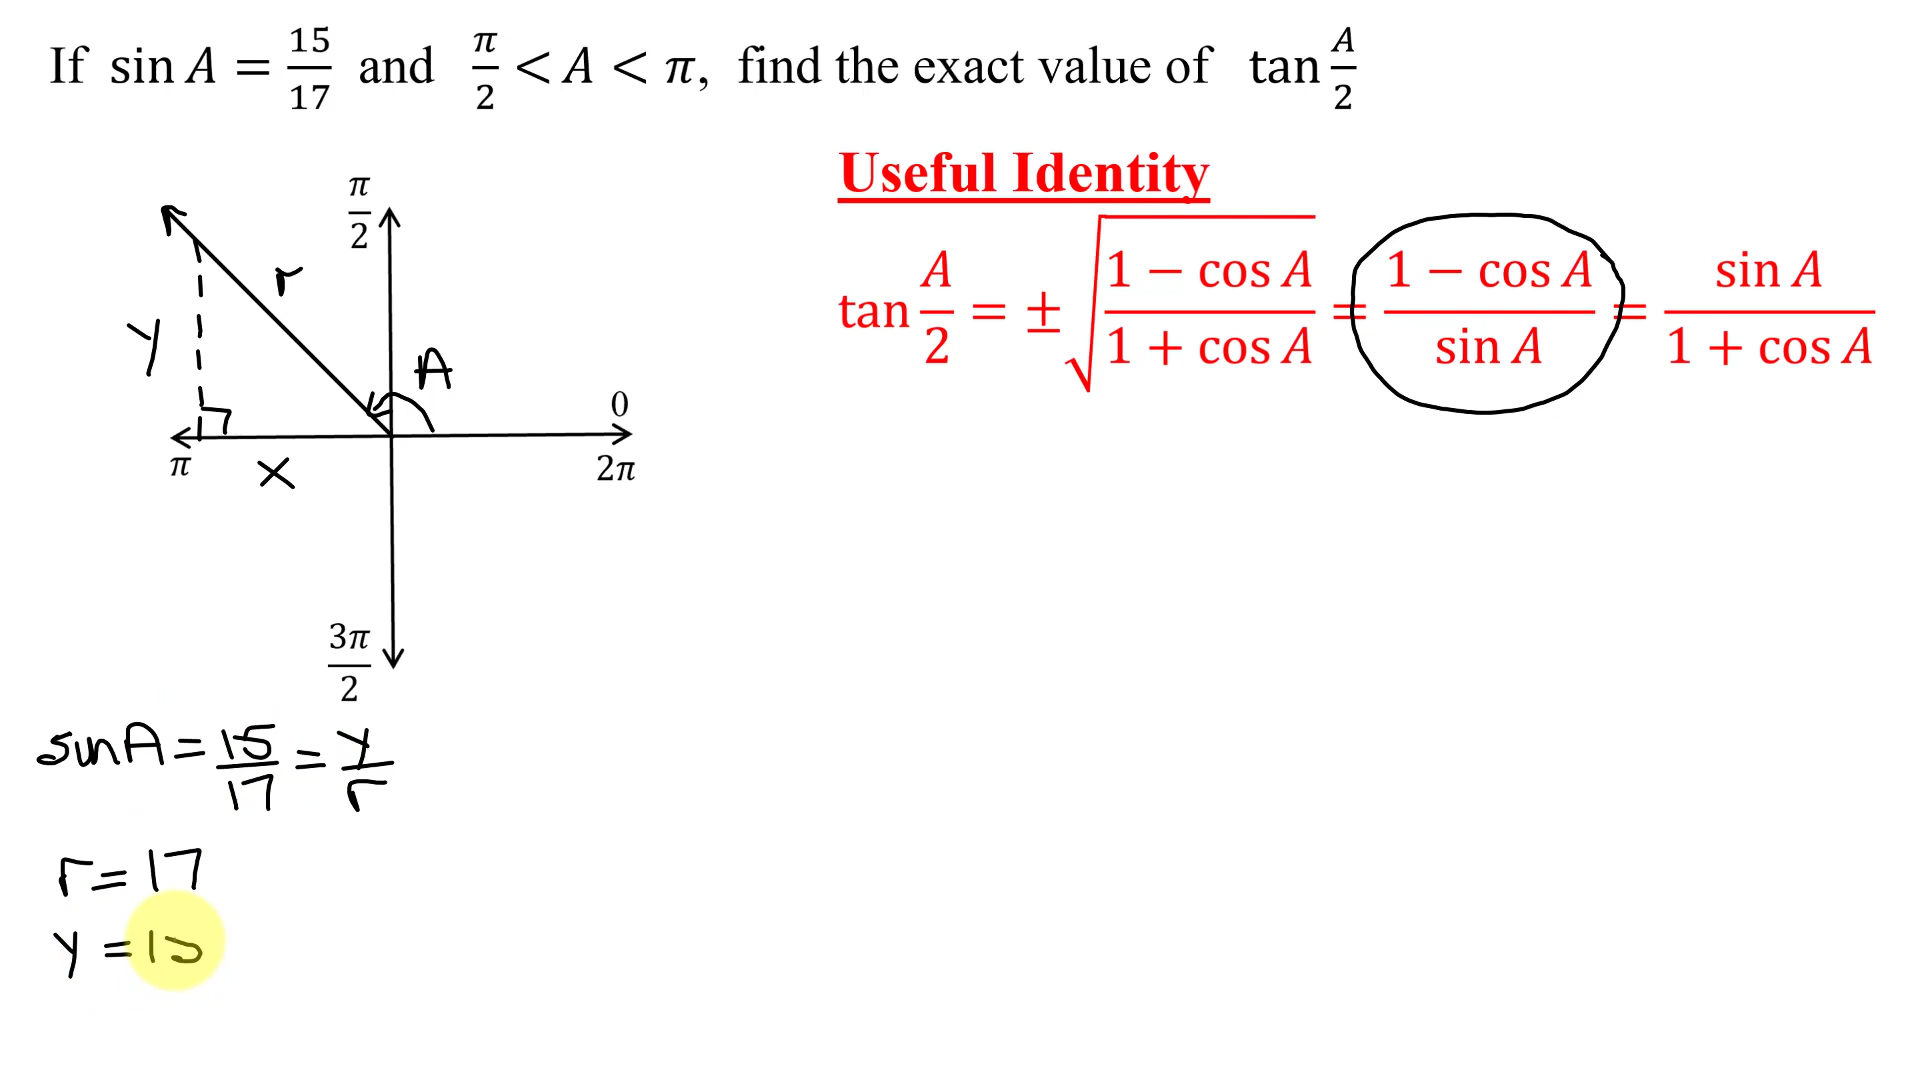 If sin A = 15/17 and π/2 < A < π, find the exact value of tan A/2
Useful Identity
tan A/2 = ± √((1 − cos A)/(1 + cos A)) = (1 − cos A)/(sin A) = (sin A)/(1 + cos A)
π/2
r
y
A
0
π
x
2π
3π/2
sin A = 15/17 = y/r
r = 17
y = 15